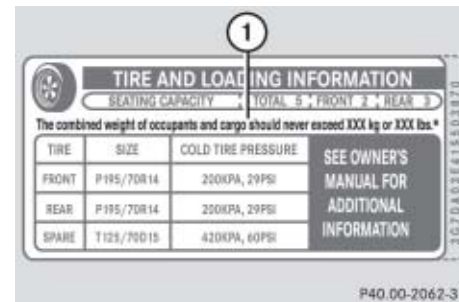 1
TIRE AND LOADING INFORMATION
SEATING CAPACITY TOTAL 5 FRONT 2 REAR 3
The combined weight of occupants and cargo should never exceed XXX kg or XXX lbs.*
TIRE SIZE COLD TIRE PRESSURE
FRONT P195/70R14 200KPA, 29PSI
REAR P195/70R14 200KPA, 29PSI
SPARE T125/70D15 420KPA, 60PSI
SEE OWNER'S
MANUAL FOR
ADDITIONAL
INFORMATION
P40.00-2062-3